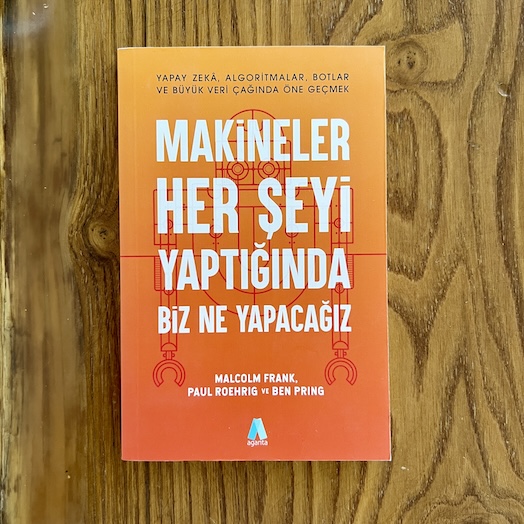 YAPAY ZEKÂ, ALGORİTMALAR, BOTLAR
VE BÜYÜK VERİ ÇAĞINDA ÖNE GEÇMEK
MAKİNELER
HER ŞEYİ
YAPTIĞINDA
BİZ NE YAPACAĞIZ
MALCOLM FRANK,
PAUL ROEHRIG VE BEN PRING
aganta